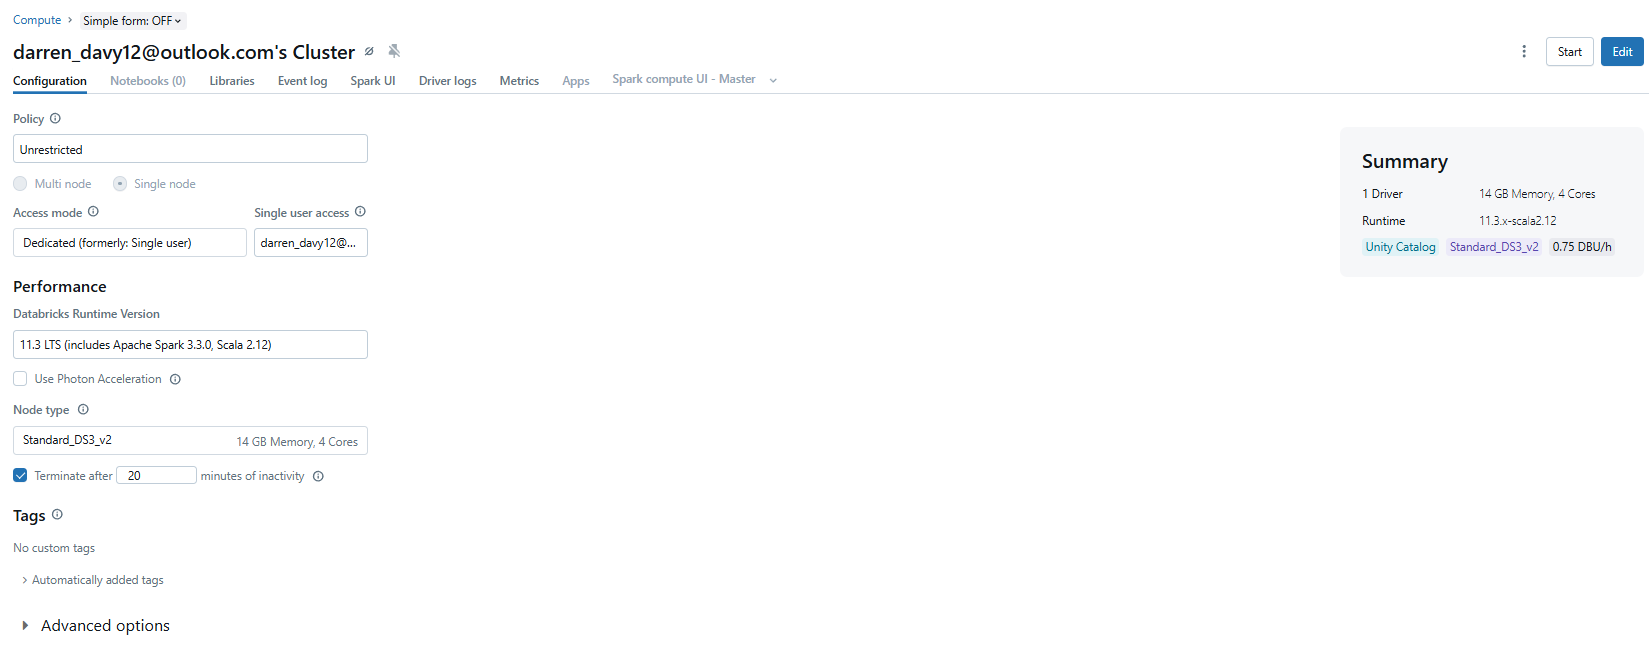 Compute > Simple form: OFF
darren_davy12@outlook.com's Cluster
Start Edit
Configuration Notebooks (0) Libraries Event log Spark UI Driver logs Metrics Apps Spark compute UI - Master
Policy
Unrestricted
Multi node Single node
Access mode Single user access
Dedicated (formerly: Single user) darren_davy12@...
Performance
Databricks Runtime Version
11.3 LTS (includes Apache Spark 3.3.0, Scala 2.12)
Use Photon Acceleration
Node type
Standard_DS3_v2 14 GB Memory, 4 Cores
Terminate after 20 minutes of inactivity
Tags
No custom tags
Automatically added tags
Advanced options
Summary
1 Driver 14 GB Memory, 4 Cores
Runtime 11.3.x-scala2.12
Unity Catalog Standard_DS3_v2 0.75 DBU/h